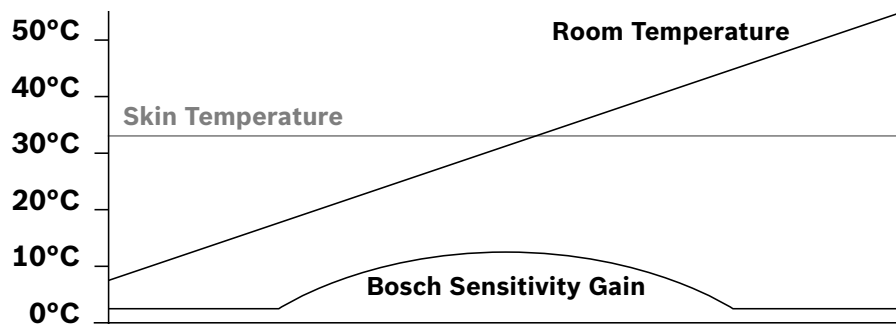 50°C
Room Temperature
40°C
Skin Temperature
30°C
20°C
10°C
Bosch Sensitivity Gain
0°C